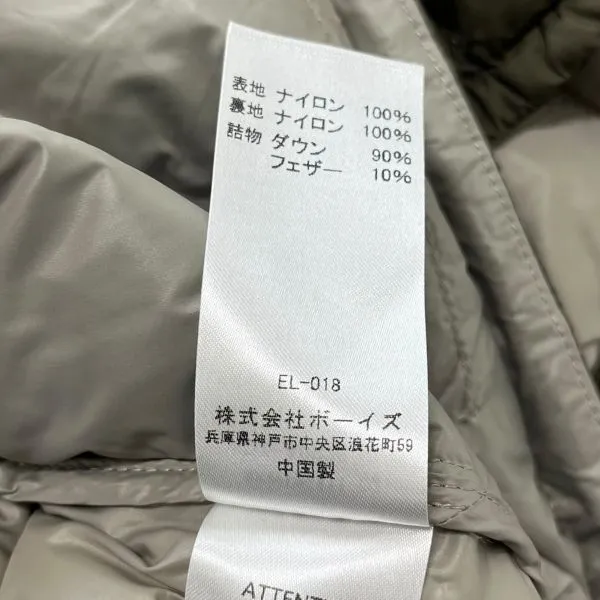 表地 ナイロン 100%
裏地 ナイロン 100%
詰物 ダウン 90%
フェザー 10%
EL-018
株式会社ボーイズ
兵庫県神戸市中央区浪花町59
中国製